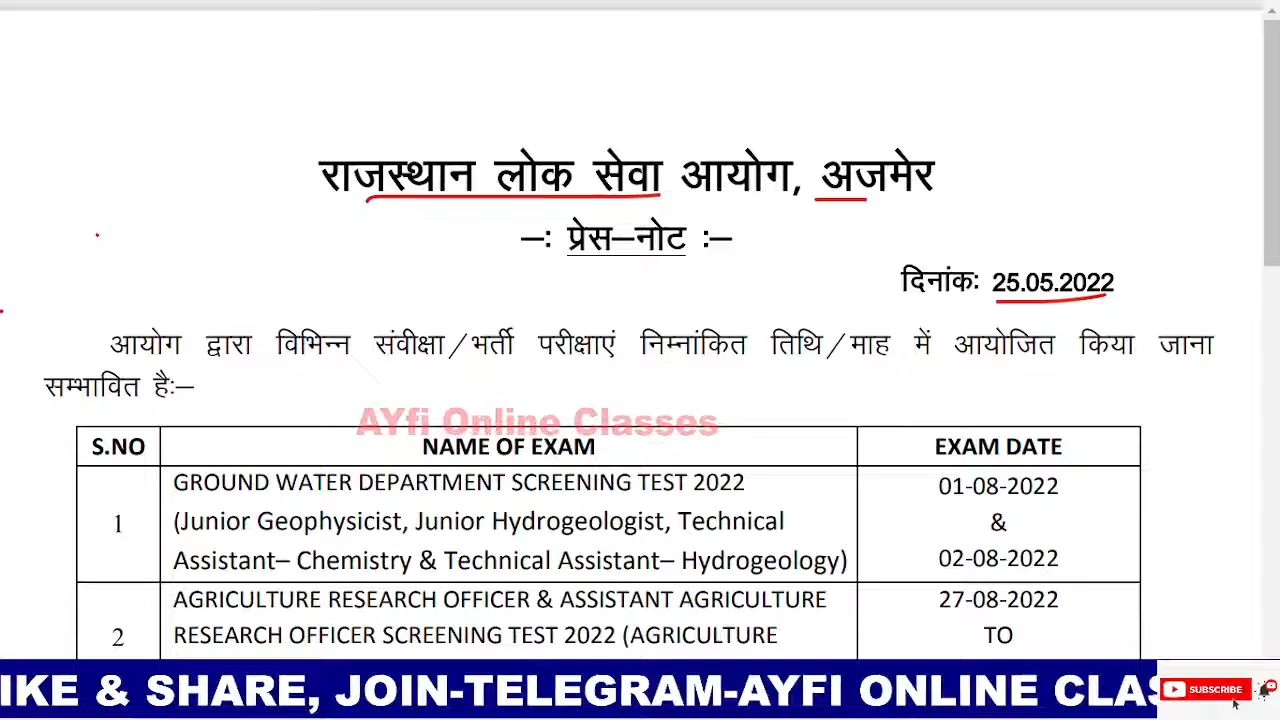 राजस्थान लोक सेवा आयोग, अजमेर
–: प्रेस–नोट :–
दिनांकः 25.05.2022
आयोग द्वारा विभिन्न संवीक्षा/भर्ती परीक्षाएं निम्नांकित तिथि/माह में आयोजित किया जाना
सम्भावित हैः–
AYfi Online Classes
S.NO NAME OF EXAM EXAM DATE
GROUND WATER DEPARTMENT SCREENING TEST 2022 01-08-2022
1 (Junior Geophysicist, Junior Hydrogeologist, Technical &
Assistant– Chemistry & Technical Assistant– Hydrogeology) 02-08-2022
AGRICULTURE RESEARCH OFFICER & ASSISTANT AGRICULTURE 27-08-2022
2 RESEARCH OFFICER SCREENING TEST 2022 (AGRICULTURE TO
IKE & SHARE, JOIN-TELEGRAM-AYFI ONLINE CLAS
SUBSCRIBE